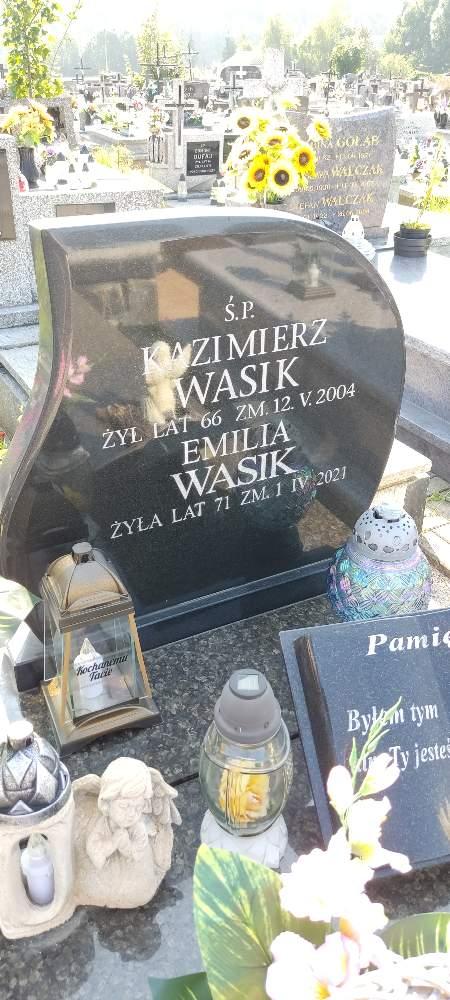 Ś.P.
KAZIMIERZ
WASIK
ŻYŁ LAT 66 ZM. 12. V. 2004
EMILIA
WASIK
ŻYŁA LAT 71 ZM. 1 IV 2021
Kochanemu
Tacie
Pamię
Byłem tym
Ty jesteś
GOŁĄB
WALCZAK
WALCZAK